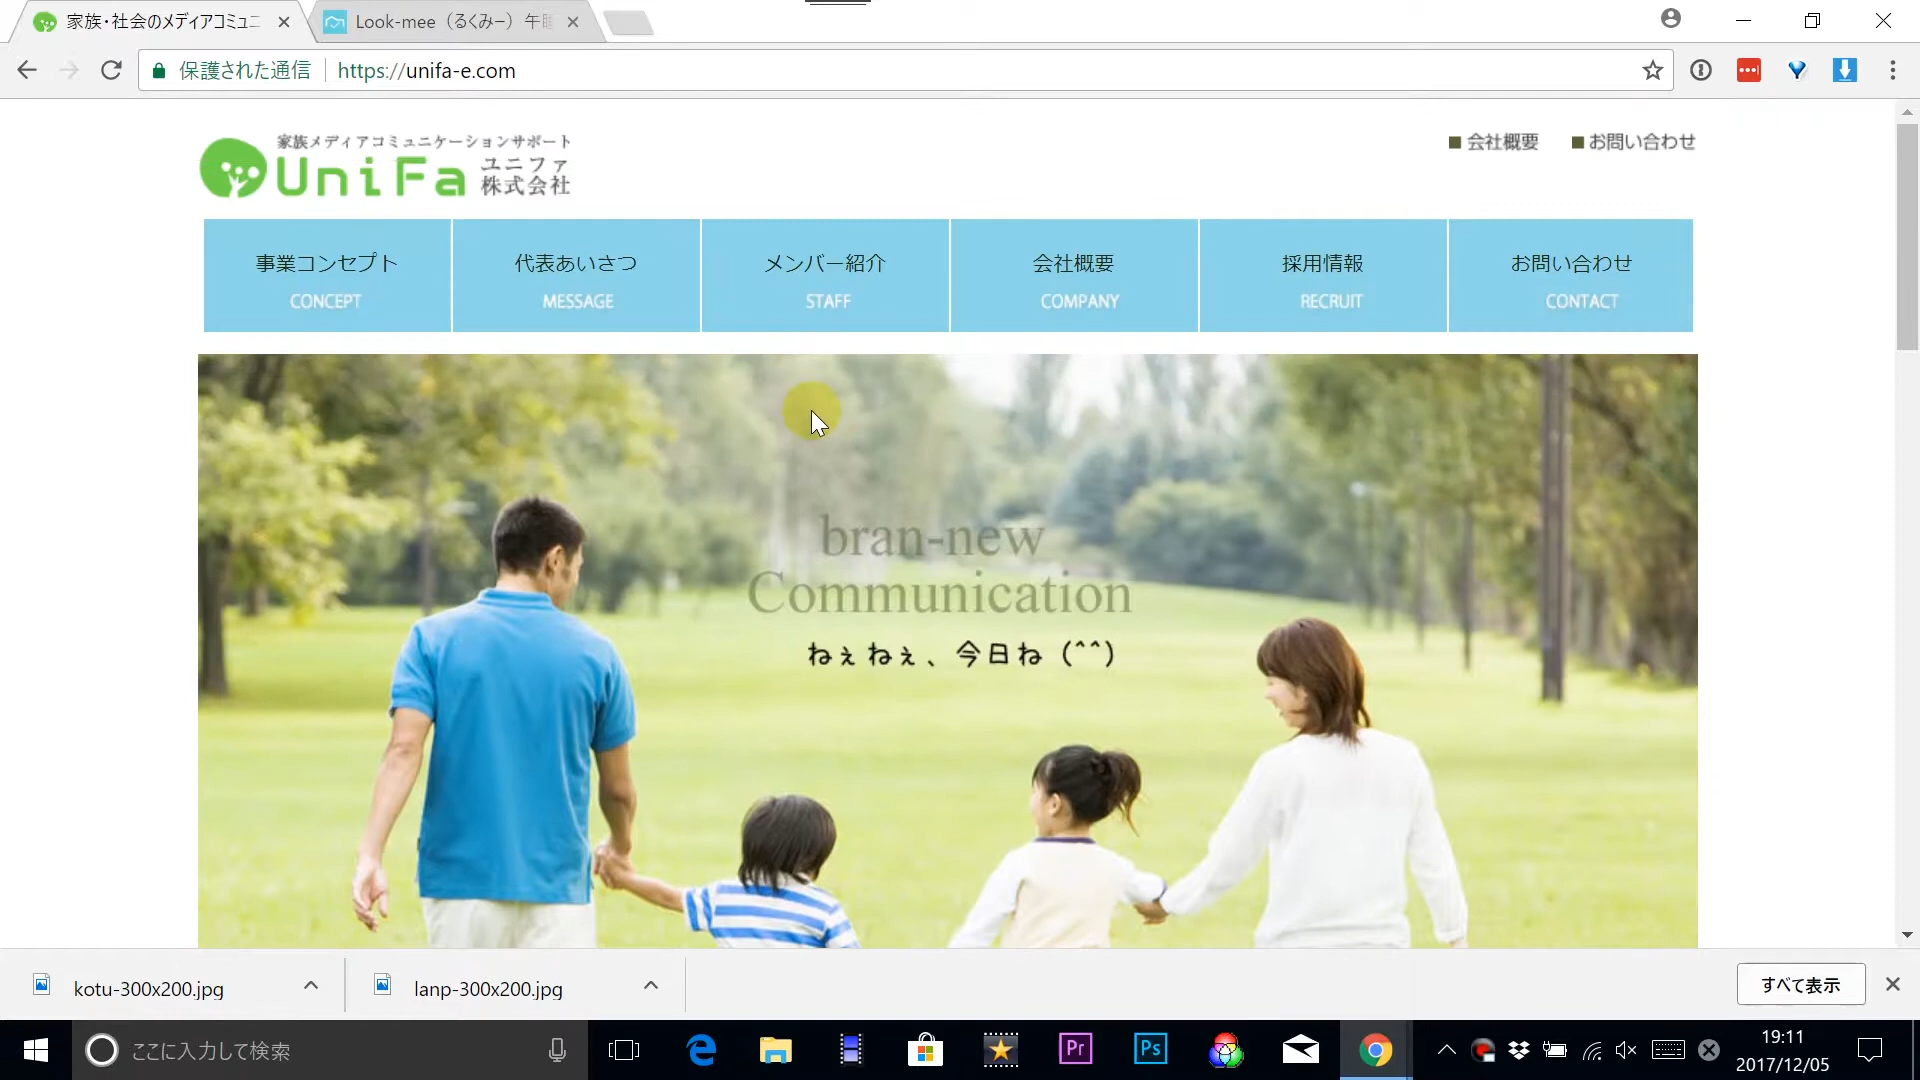 家族・社会のメディアコミュニ
Look-mee（るくみー）午
保護された通信 https://unifa-e.com
家族メディアコミュニケーションサポート
UniFa ユニファ
株式会社
■ 会社概要 ■ お問い合わせ
事業コンセプト 代表あいさつ メンバー紹介 会社概要 採用情報 お問い合わせ
CONCEPT MESSAGE STAFF COMPANY RECRUIT CONTACT
bran-new
Communication
ねぇねぇ、今日ね (^^)
kotu-300x200.jpg lanp-300x200.jpg すべて表示
ここに入力して検索 Pr Ps 19:11
2017/12/05